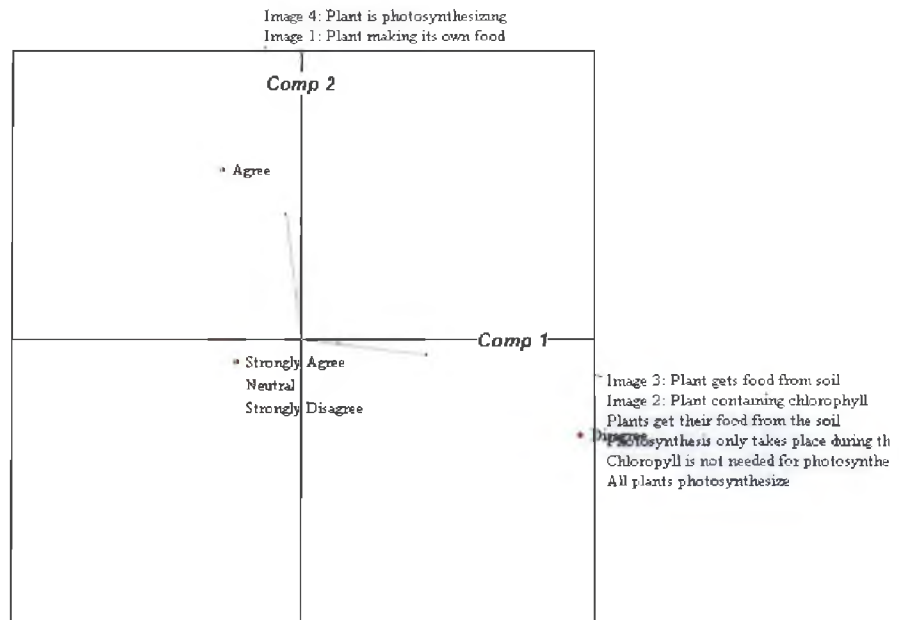 Image 4: Plant is photosynthesizing
Image 1: Plant making its own food
Comp 2
Agree
Comp 1
Strongly Agree
Neutral
Strongly Disagree
Image 3: Plant gets food from soil
Image 2: Plant containing chlorophyll
Plants get their food from the soil
Disagree
Photosynthesis only takes place during th
Chloropyll is not needed for photosynthe
All plants photosynthesize